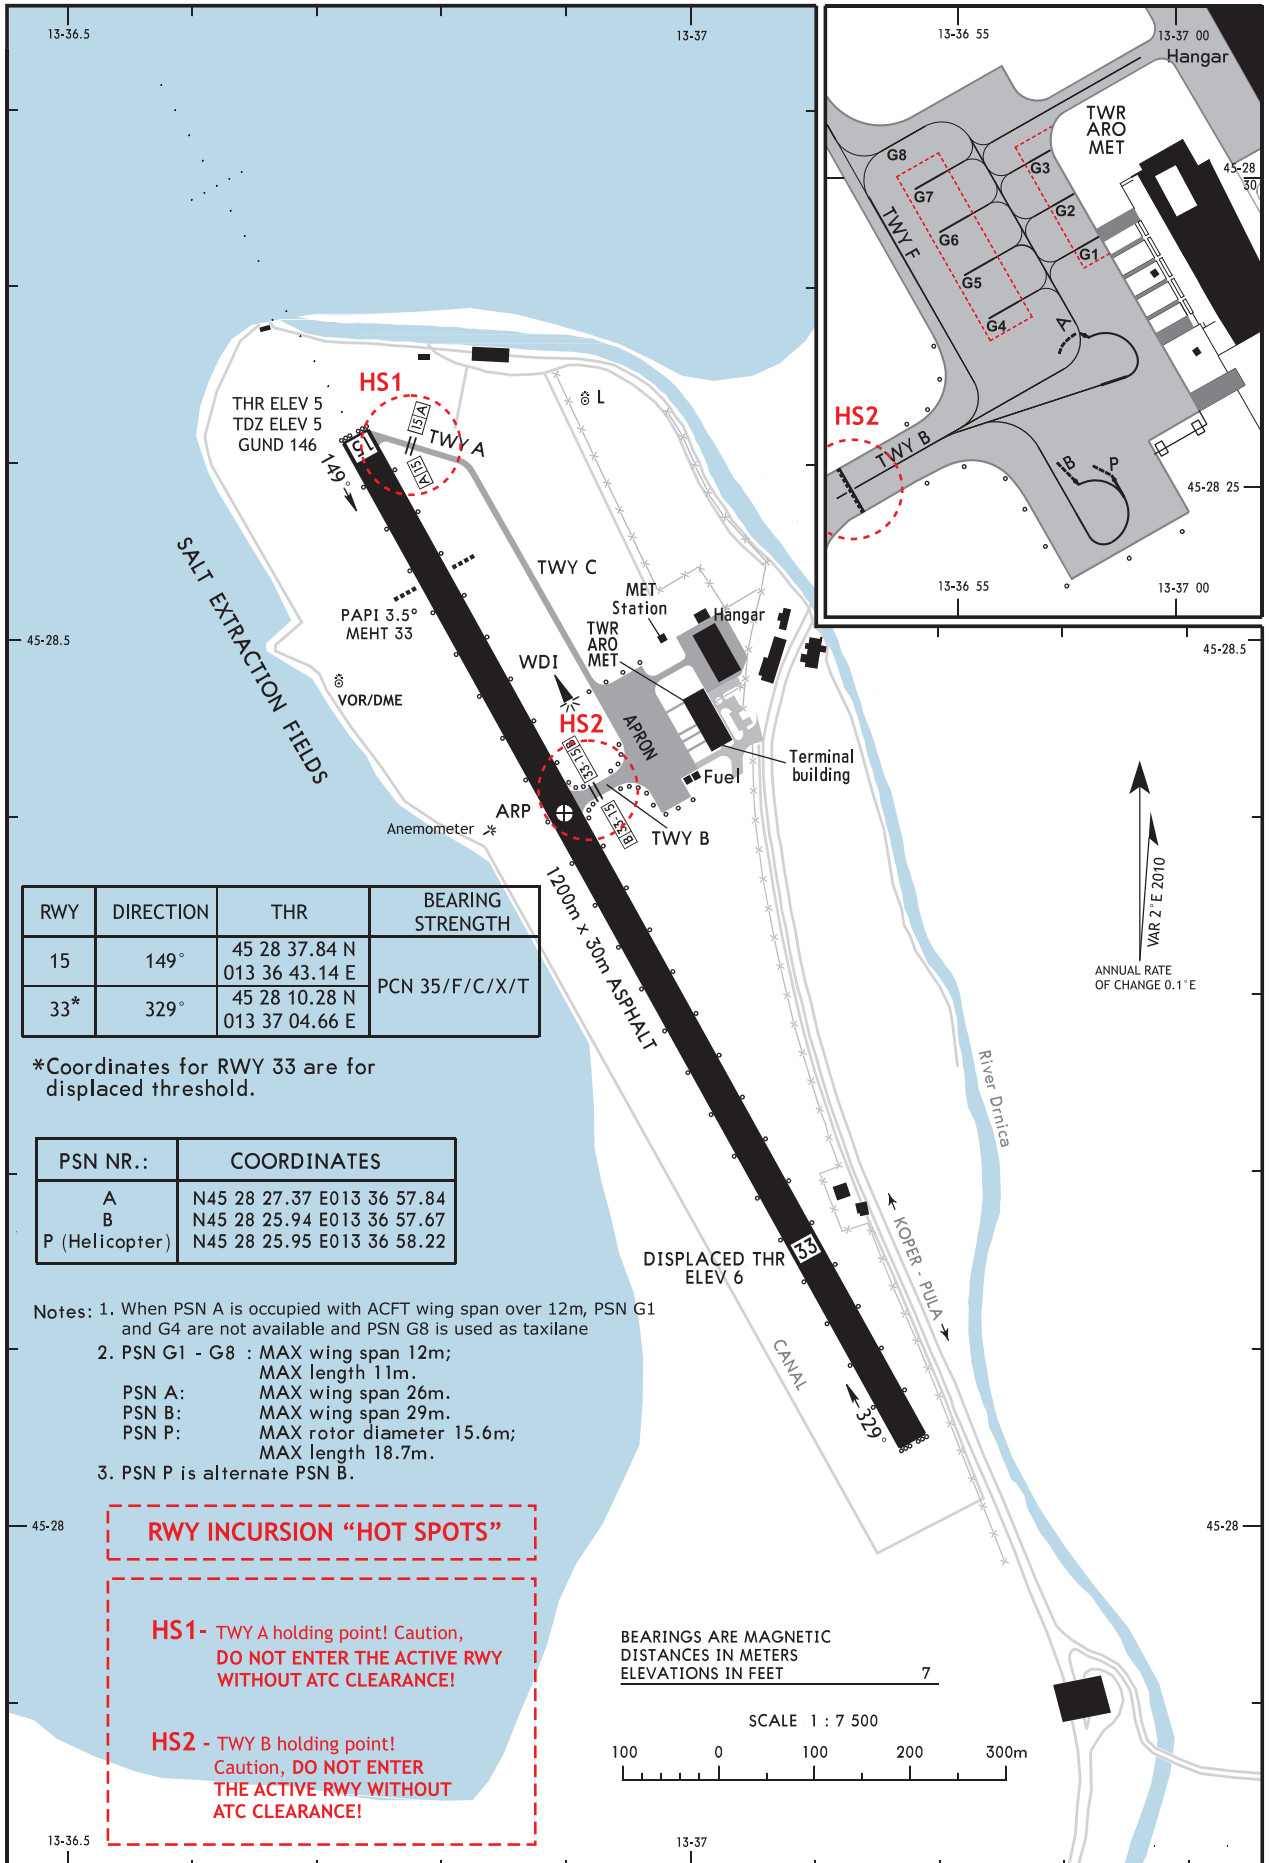 13-36.5
13-37
13-36 55
13-37 00
Hangar
TWR
ARO
MET
45-28
30
G8
G7
G6
G5
G4
G3
G2
G1
TWY F
A
HS2
TWY B
B
P
45-28 25
13-36 55
13-37 00
HS1
THR ELEV 5
TDZ ELEV 5
GUND 146
15
15 A
A 15
TWY A
149°
L
SALT EXTRACTION FIELDS
TWY C
PAPI 3.5°
MEHT 33
MET
Station
Hangar
TWR
ARO
MET
45-28.5
45-28.5
WDI
VOR/DME
HS2
APRON
33-15 B
B 33-15
Terminal
building
Fuel
ARP
Anemometer
TWY B
1200m x 30m ASPHALT
VAR 2°E 2010
ANNUAL RATE
OF CHANGE 0.1°E
RWY DIRECTION THR BEARING STRENGTH
15 149° 45 28 37.84 N
013 36 43.14 E
PCN 35/F/C/X/T
33* 329° 45 28 10.28 N
013 37 04.66 E
*Coordinates for RWY 33 are for
displaced threshold.
River Drnica
PSN NR.: COORDINATES
A N45 28 27.37 E013 36 57.84
B N45 28 25.94 E013 36 57.67
P (Helicopter) N45 28 25.95 E013 36 58.22
33
DISPLACED THR
ELEV 6
KOPER - PULA
CANAL
329°
Notes: 1. When PSN A is occupied with ACFT wing span over 12m, PSN G1
and G4 are not available and PSN G8 is used as taxilane
2. PSN G1 - G8 : MAX wing span 12m;
MAX length 11m.
PSN A: MAX wing span 26m.
PSN B: MAX wing span 29m.
PSN P: MAX rotor diameter 15.6m;
MAX length 18.7m.
3. PSN P is alternate PSN B.
45-28
45-28
RWY INCURSION “HOT SPOTS”
HS1- TWY A holding point! Caution,
DO NOT ENTER THE ACTIVE RWY
WITHOUT ATC CLEARANCE!
HS2 - TWY B holding point!
Caution, DO NOT ENTER
THE ACTIVE RWY WITHOUT
ATC CLEARANCE!
BEARINGS ARE MAGNETIC
DISTANCES IN METERS
ELEVATIONS IN FEET 7
SCALE 1 : 7 500
100 0 100 200 300m
13-36.5
13-37